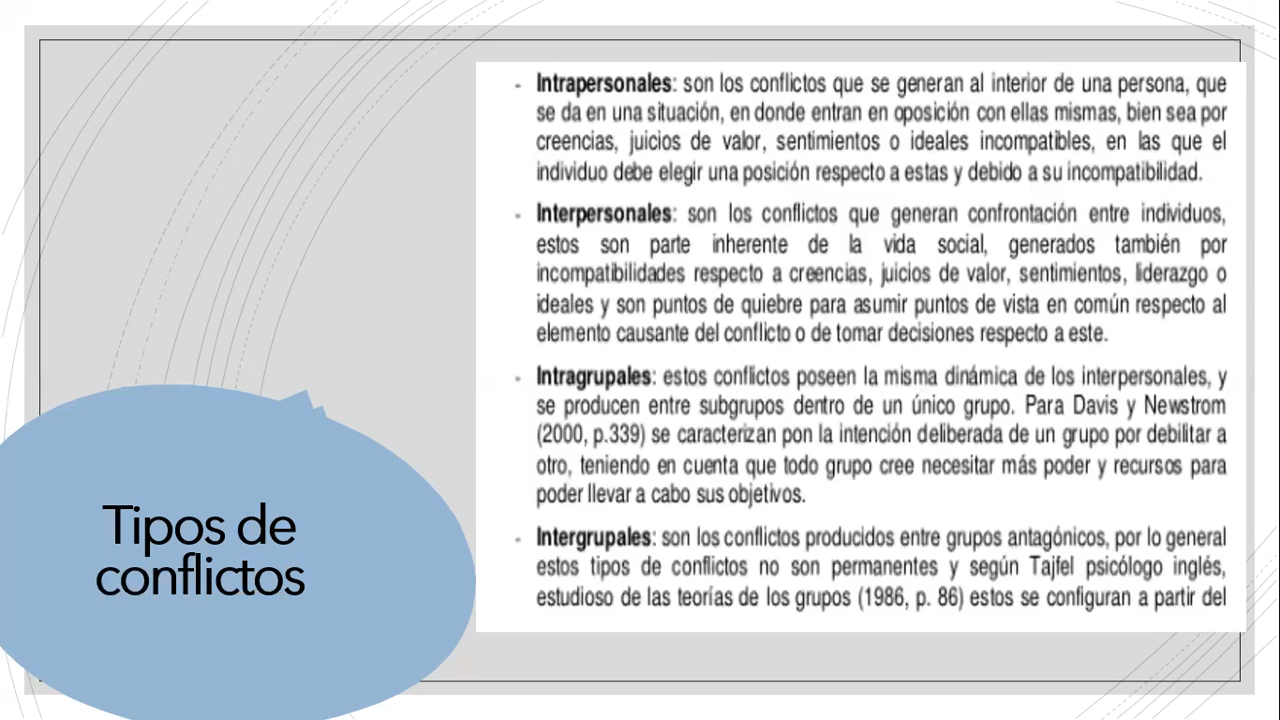 Tipos de
conflictos
- Intrapersonales: son los conflictos que se generan al interior de una persona, que
se da en una situación, en donde entran en oposición con ellas mismas, bien sea por
creencias, juicios de valor, sentimientos o ideales incompatibles, en las que el
individuo debe elegir una posición respecto a estas y debido a su incompatibilidad.
- Interpersonales: son los conflictos que generan confrontación entre individuos,
estos son parte inherente de la vida social, generados también por
incompatibilidades respecto a creencias, juicios de valor, sentimientos, liderazgo o
ideales y son puntos de quiebre para asumir puntos de vista en común respecto al
elemento causante del conflicto o de tomar decisiones respecto a este.
- Intragrupales: estos conflictos poseen la misma dinámica de los interpersonales, y
se producen entre subgrupos dentro de un único grupo. Para Davis y Newstrom
(2000, p.339) se caracterizan pon la intención deliberada de un grupo por debilitar a
otro, teniendo en cuenta que todo grupo cree necesitar más poder y recursos para
poder llevar a cabo sus objetivos.
- Intergrupales: son los conflictos producidos entre grupos antagónicos, por lo general
estos tipos de conflictos no son permanentes y según Tajfel psicólogo inglés,
estudioso de las teorías de los grupos (1986, p. 86) estos se configuran a partir del